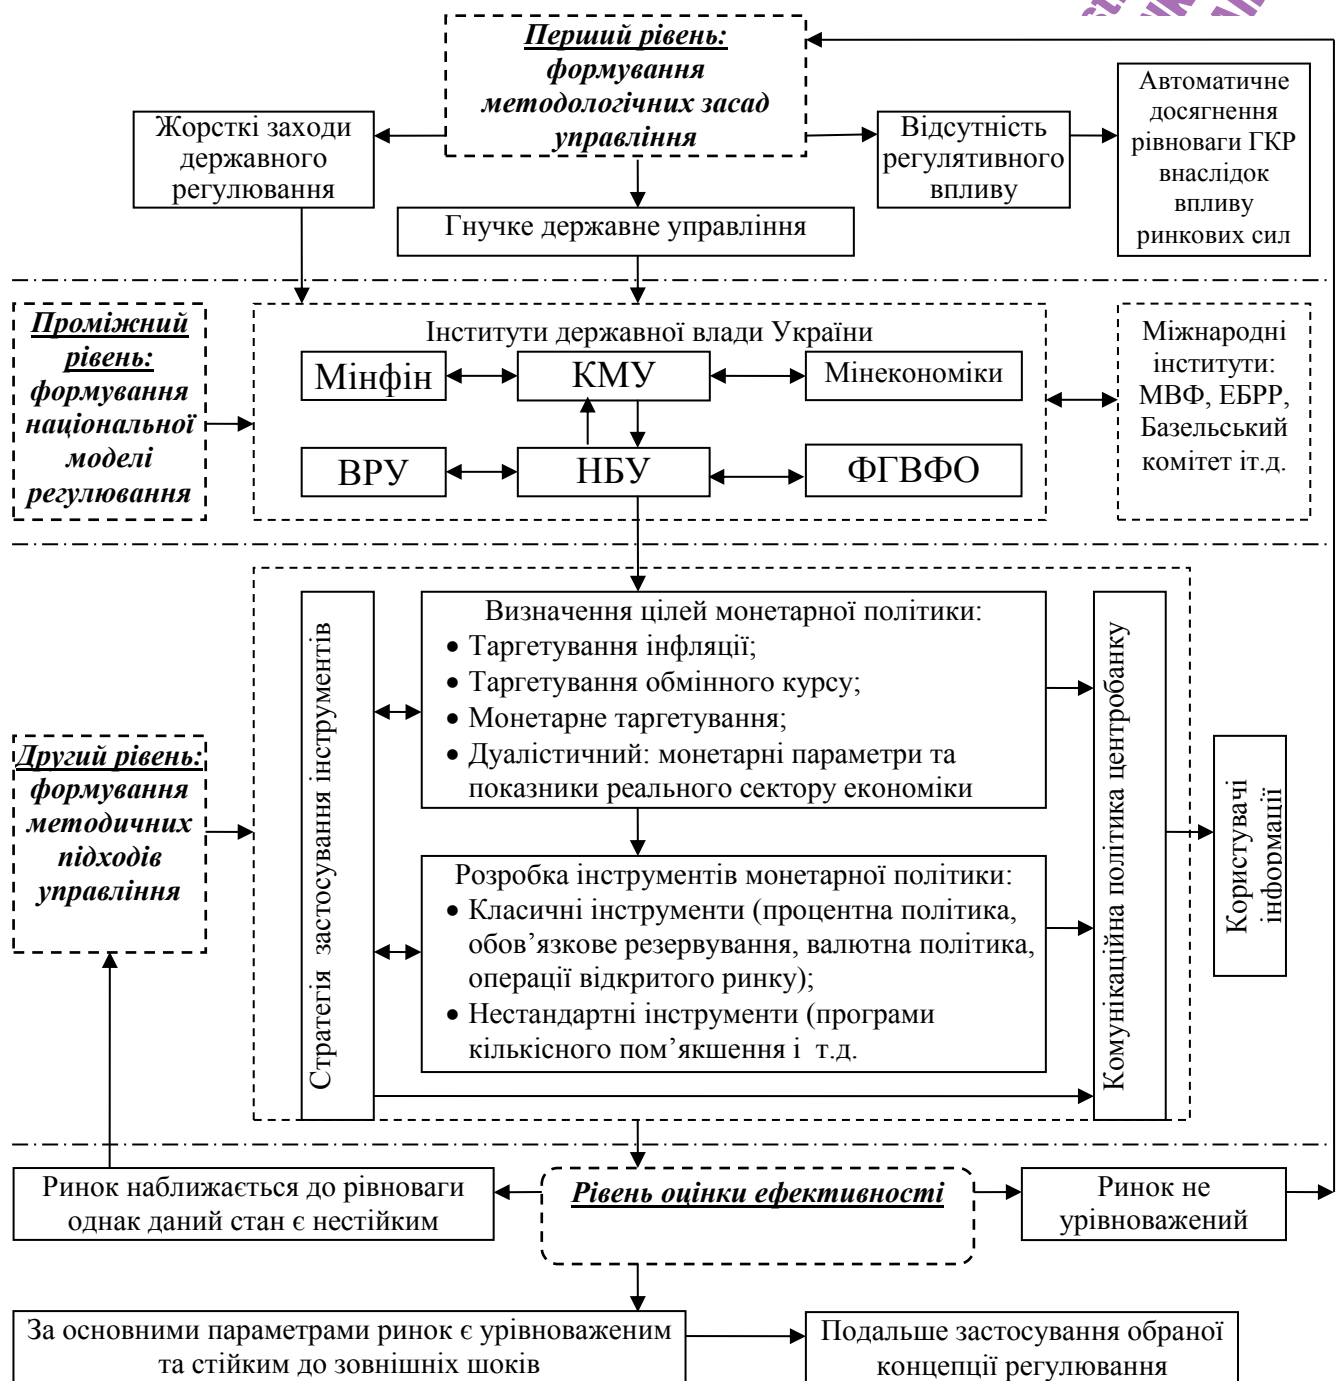 Перший рівень:
формування
методологічних засад
управління
Жорсткі заходи
державного
регулювання
Відсутність
регулятивного
впливу
Автоматичне
досягнення
рівноваги ГКР
внаслідок
впливу
ринкових сил
Гнучке державне управління
Проміжний
рівень:
формування
національної
моделі
регулювання
Інститути державної влади України
Мінфін
КМУ
Мінекономіки
ВРУ
НБУ
ФГВФО
Міжнародні
інститути:
МВФ, ЕБРР,
Базельський
комітет іт.д.
Другий рівень:
формування
методичних
підходів
управління
Стратегія застосування інструментів
Визначення цілей монетарної політики:
• Таргетування інфляції;
• Таргетування обмінного курсу;
• Монетарне таргетування;
• Дуалістичний: монетарні параметри та
показники реального сектору економіки
Розробка інструментів монетарної політики:
• Класичні інструменти (процентна політика,
обов’язкове резервування, валютна політика,
операції відкритого ринку);
• Нестандартні інструменти (програми
кількісного пом’якшення і т.д.
Комунікаційна політика центробанку
Користувачі
інформації
Ринок наближається до рівноваги
однак даний стан є нестійким
Рівень оцінки ефективності
Ринок не
урівноважений
За основними параметрами ринок є урівноваженим
та стійким до зовнішніх шоків
Подальше застосування обраної
концепції регулювання